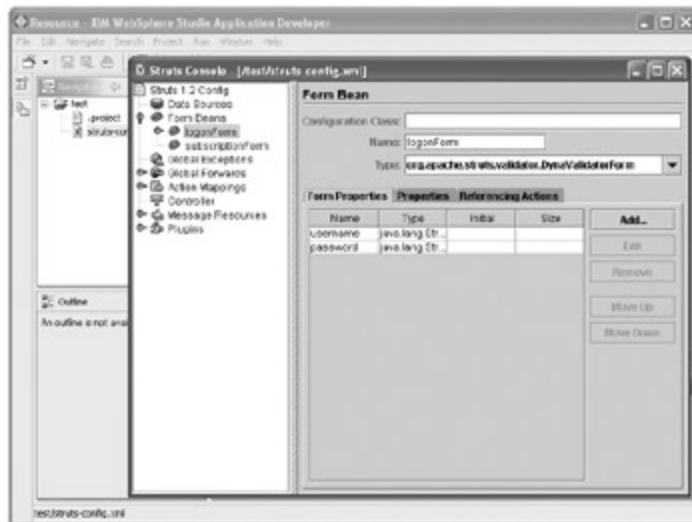 Resource - IBM WebSphere Studio Application Developer
File Edit Navigate Search Project Run Window Help
Struts Console - [/test/struts-config.xml]
Navigator
test
.project
struts-con
Outline
An outline is not avail
Struts 1.2 Config
Data Sources
Form Beans
logonForm
subscriptionForm
Global Exceptions
Global Forwards
Action Mappings
Controller
Message Resources
Plugins
Form Bean
Configuration Class:
Name: logonForm
Type: org.apache.struts.validator.DynaValidatorForm
Form Properties Properties Referencing Actions
Name Type Initial Size
username java.lang.Str...
password java.lang.Str...
Add...
Edit
Remove
Move Up
Move Down
test/struts-config.xml